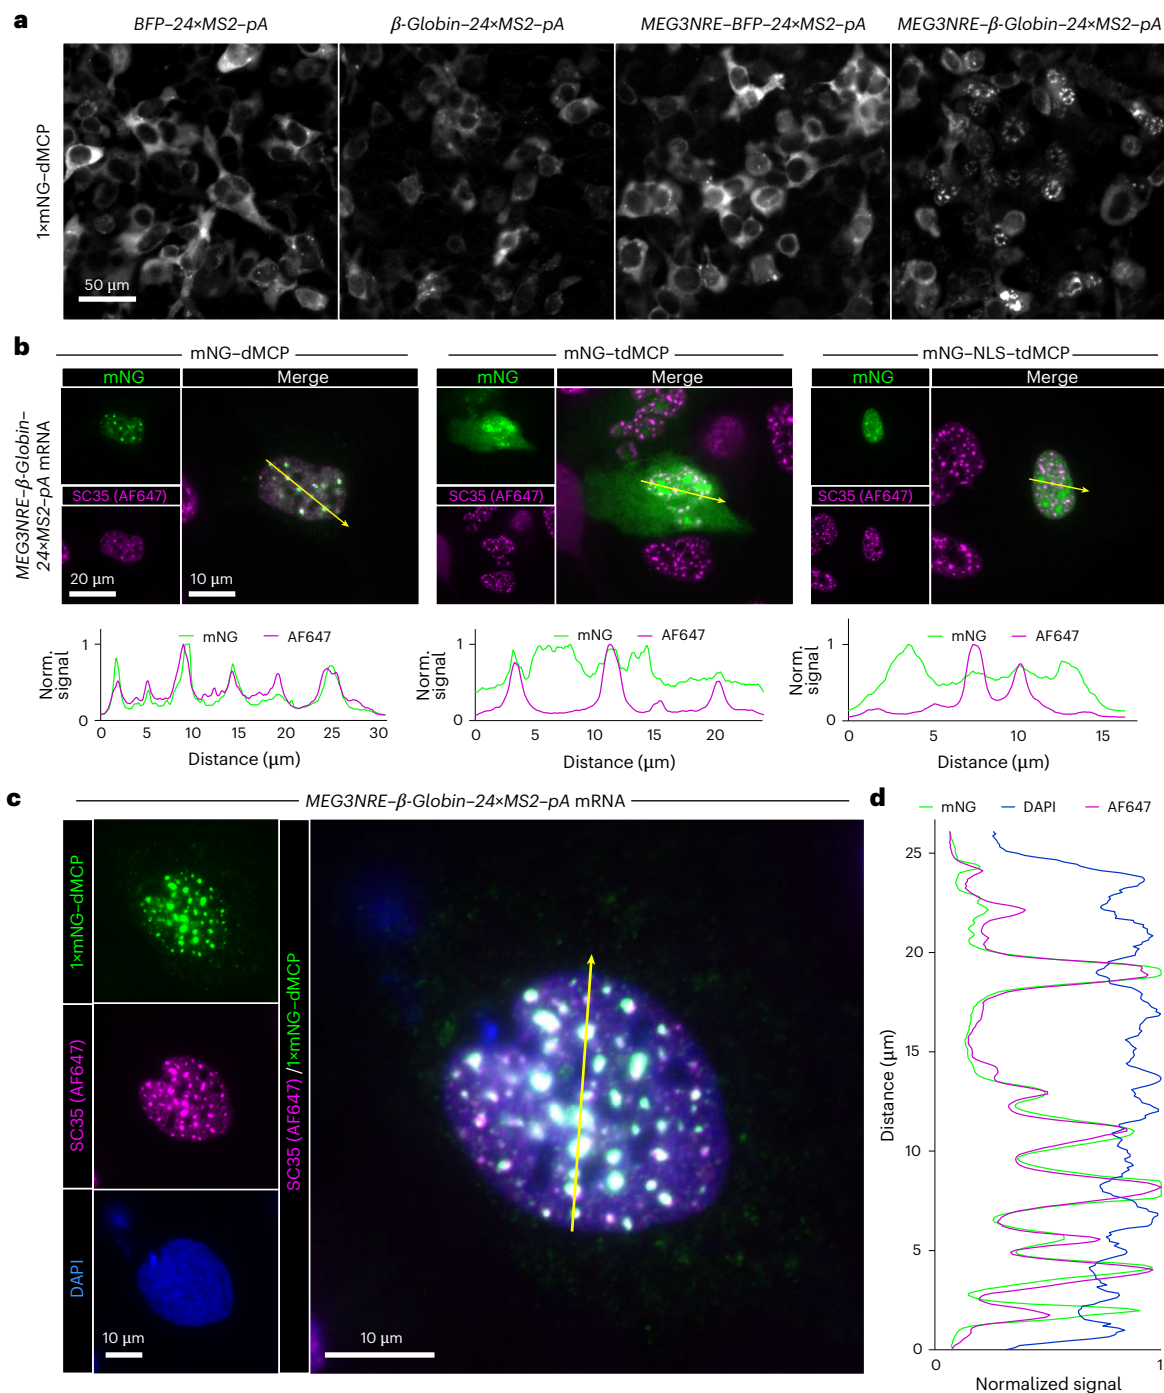 a
BFP–24×MS2–pA
β-Globin–24×MS2–pA
MEG3NRE–BFP–24×MS2–pA
MEG3NRE–β-Globin–24×MS2–pA
1×mNG–dMCP
50 µm
b
mNG–dMCP
mNG–tdMCP
mNG–NLS–tdMCP
MEG3NRE–β-Globin–
24×MS2–pA mRNA
mNG
Merge
mNG
Merge
mNG
Merge
SC35 (AF647)
SC35 (AF647)
SC35 (AF647)
20 µm
10 µm
mNG
AF647
Norm.
signal
1
0
0 5 10 15 20 25 30
Distance (µm)
mNG
AF647
Norm.
signal
1
0
0 5 10 15 20
Distance (µm)
mNG
AF647
Norm.
signal
1
0
0 5 10 15
Distance (µm)
c
MEG3NRE–β-Globin–24×MS2–pA mRNA
1×mNG–dMCP
SC35 (AF647)
DAPI
10 µm
SC35 (AF647) /1×mNG–dMCP
10 µm
d
mNG
DAPI
AF647
25
20
15
10
5
0
Distance (µm)
0 1
Normalized signal